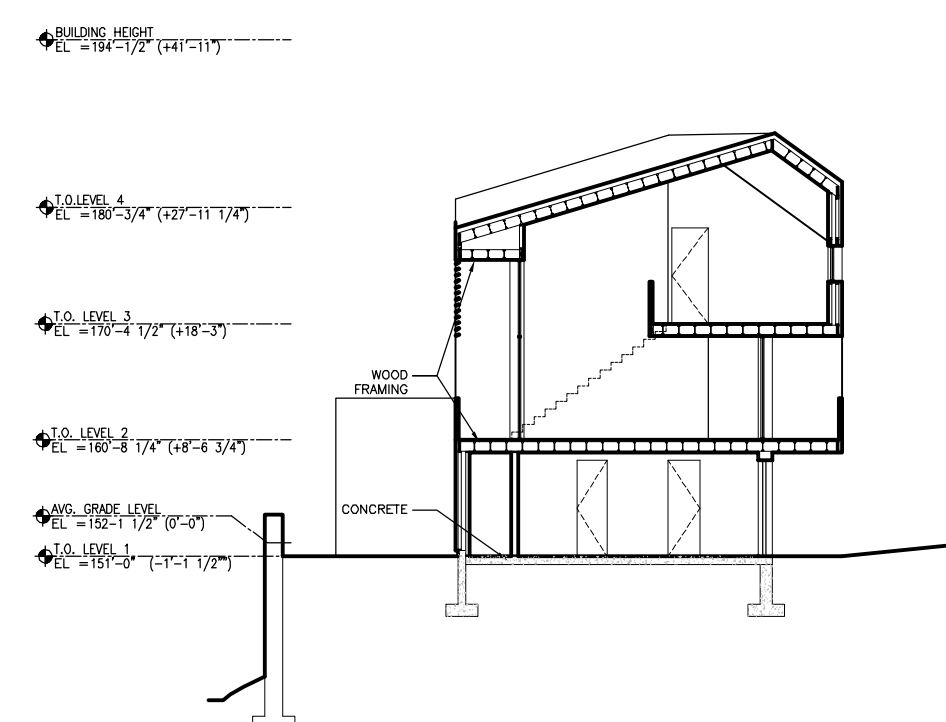 BUILDING HEIGHT
EL =194'-1/2" (+41'-11")
T.O.LEVEL 4
EL =180'-3/4" (+27'-11 1/4")
T.O. LEVEL 3
EL =170'-4 1/2" (+18'-3")
WOOD
FRAMING
T.O. LEVEL 2
EL =160'-8 1/4" (+8'-6 3/4")
AVG. GRADE LEVEL
EL =152-1 1/2" (0'-0")
CONCRETE
T.O. LEVEL 1
EL =151'-0" (-1'-1 1/2"")